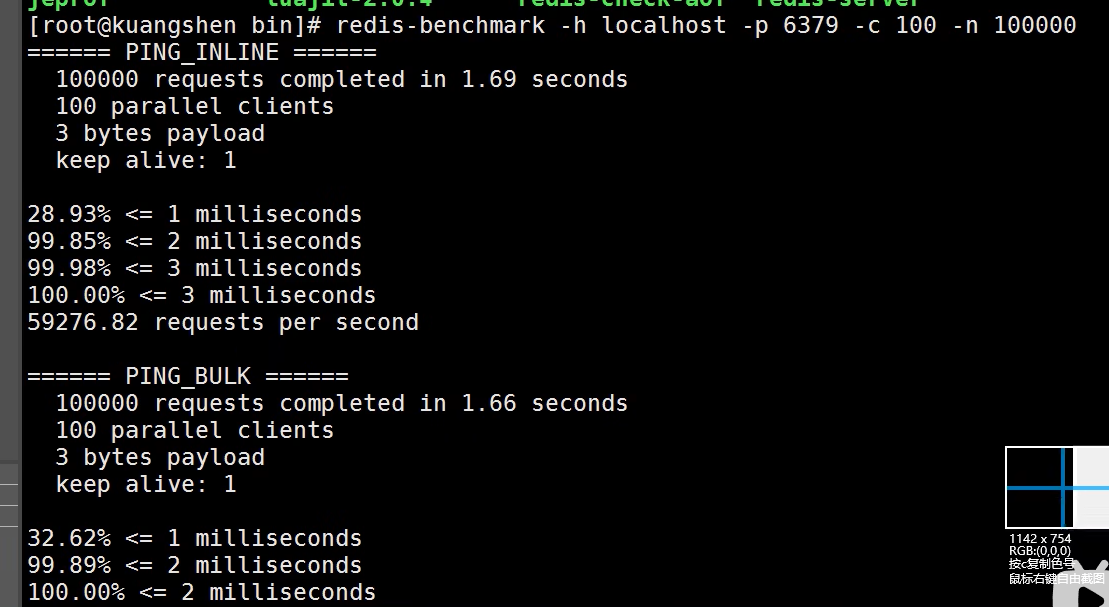 jeprof luajit-2.0.4 redis-check-aof redis-server
[root@kuangshen bin]# redis-benchmark -h localhost -p 6379 -c 100 -n 100000
====== PING_INLINE ======
100000 requests completed in 1.69 seconds
100 parallel clients
3 bytes payload
keep alive: 1
28.93% <= 1 milliseconds
99.85% <= 2 milliseconds
99.98% <= 3 milliseconds
100.00% <= 3 milliseconds
59276.82 requests per second
====== PING_BULK ======
100000 requests completed in 1.66 seconds
100 parallel clients
3 bytes payload
keep alive: 1
32.62% <= 1 milliseconds
99.89% <= 2 milliseconds
100.00% <= 2 milliseconds
1142 x 754
RGB:(0,0,0)
按c复制色号
鼠标右键自由截图